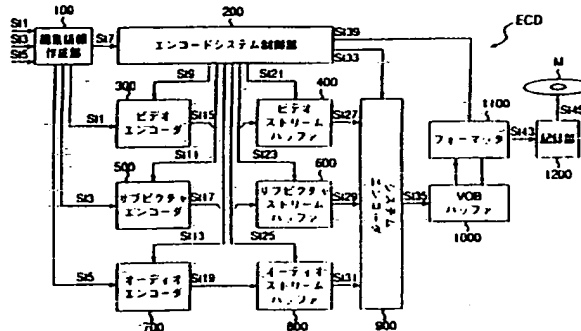 100
200
ECD
St1
St3
St5
編集情報
作成部
St7
エンコードシステム制御部
St39
St33
St9
St21
300
400
M
St1
ビデオ
エンコーダ
St15
ビデオ
ストリーム
バッファ
St27
1100
St45
St11
St23
フォーマッタ
St43
記録部
500
600
1200
St3
サブピクチャ
エンコーダ
St17
サブピクチャ
ストリーム
バッファ
St29
システム
エンコーダ
St35
VOB
バッファ
1000
St13
St25
St5
オーディオ
エンコーダ
St19
オーディオ
ストリーム
バッファ
St31
700
800
900